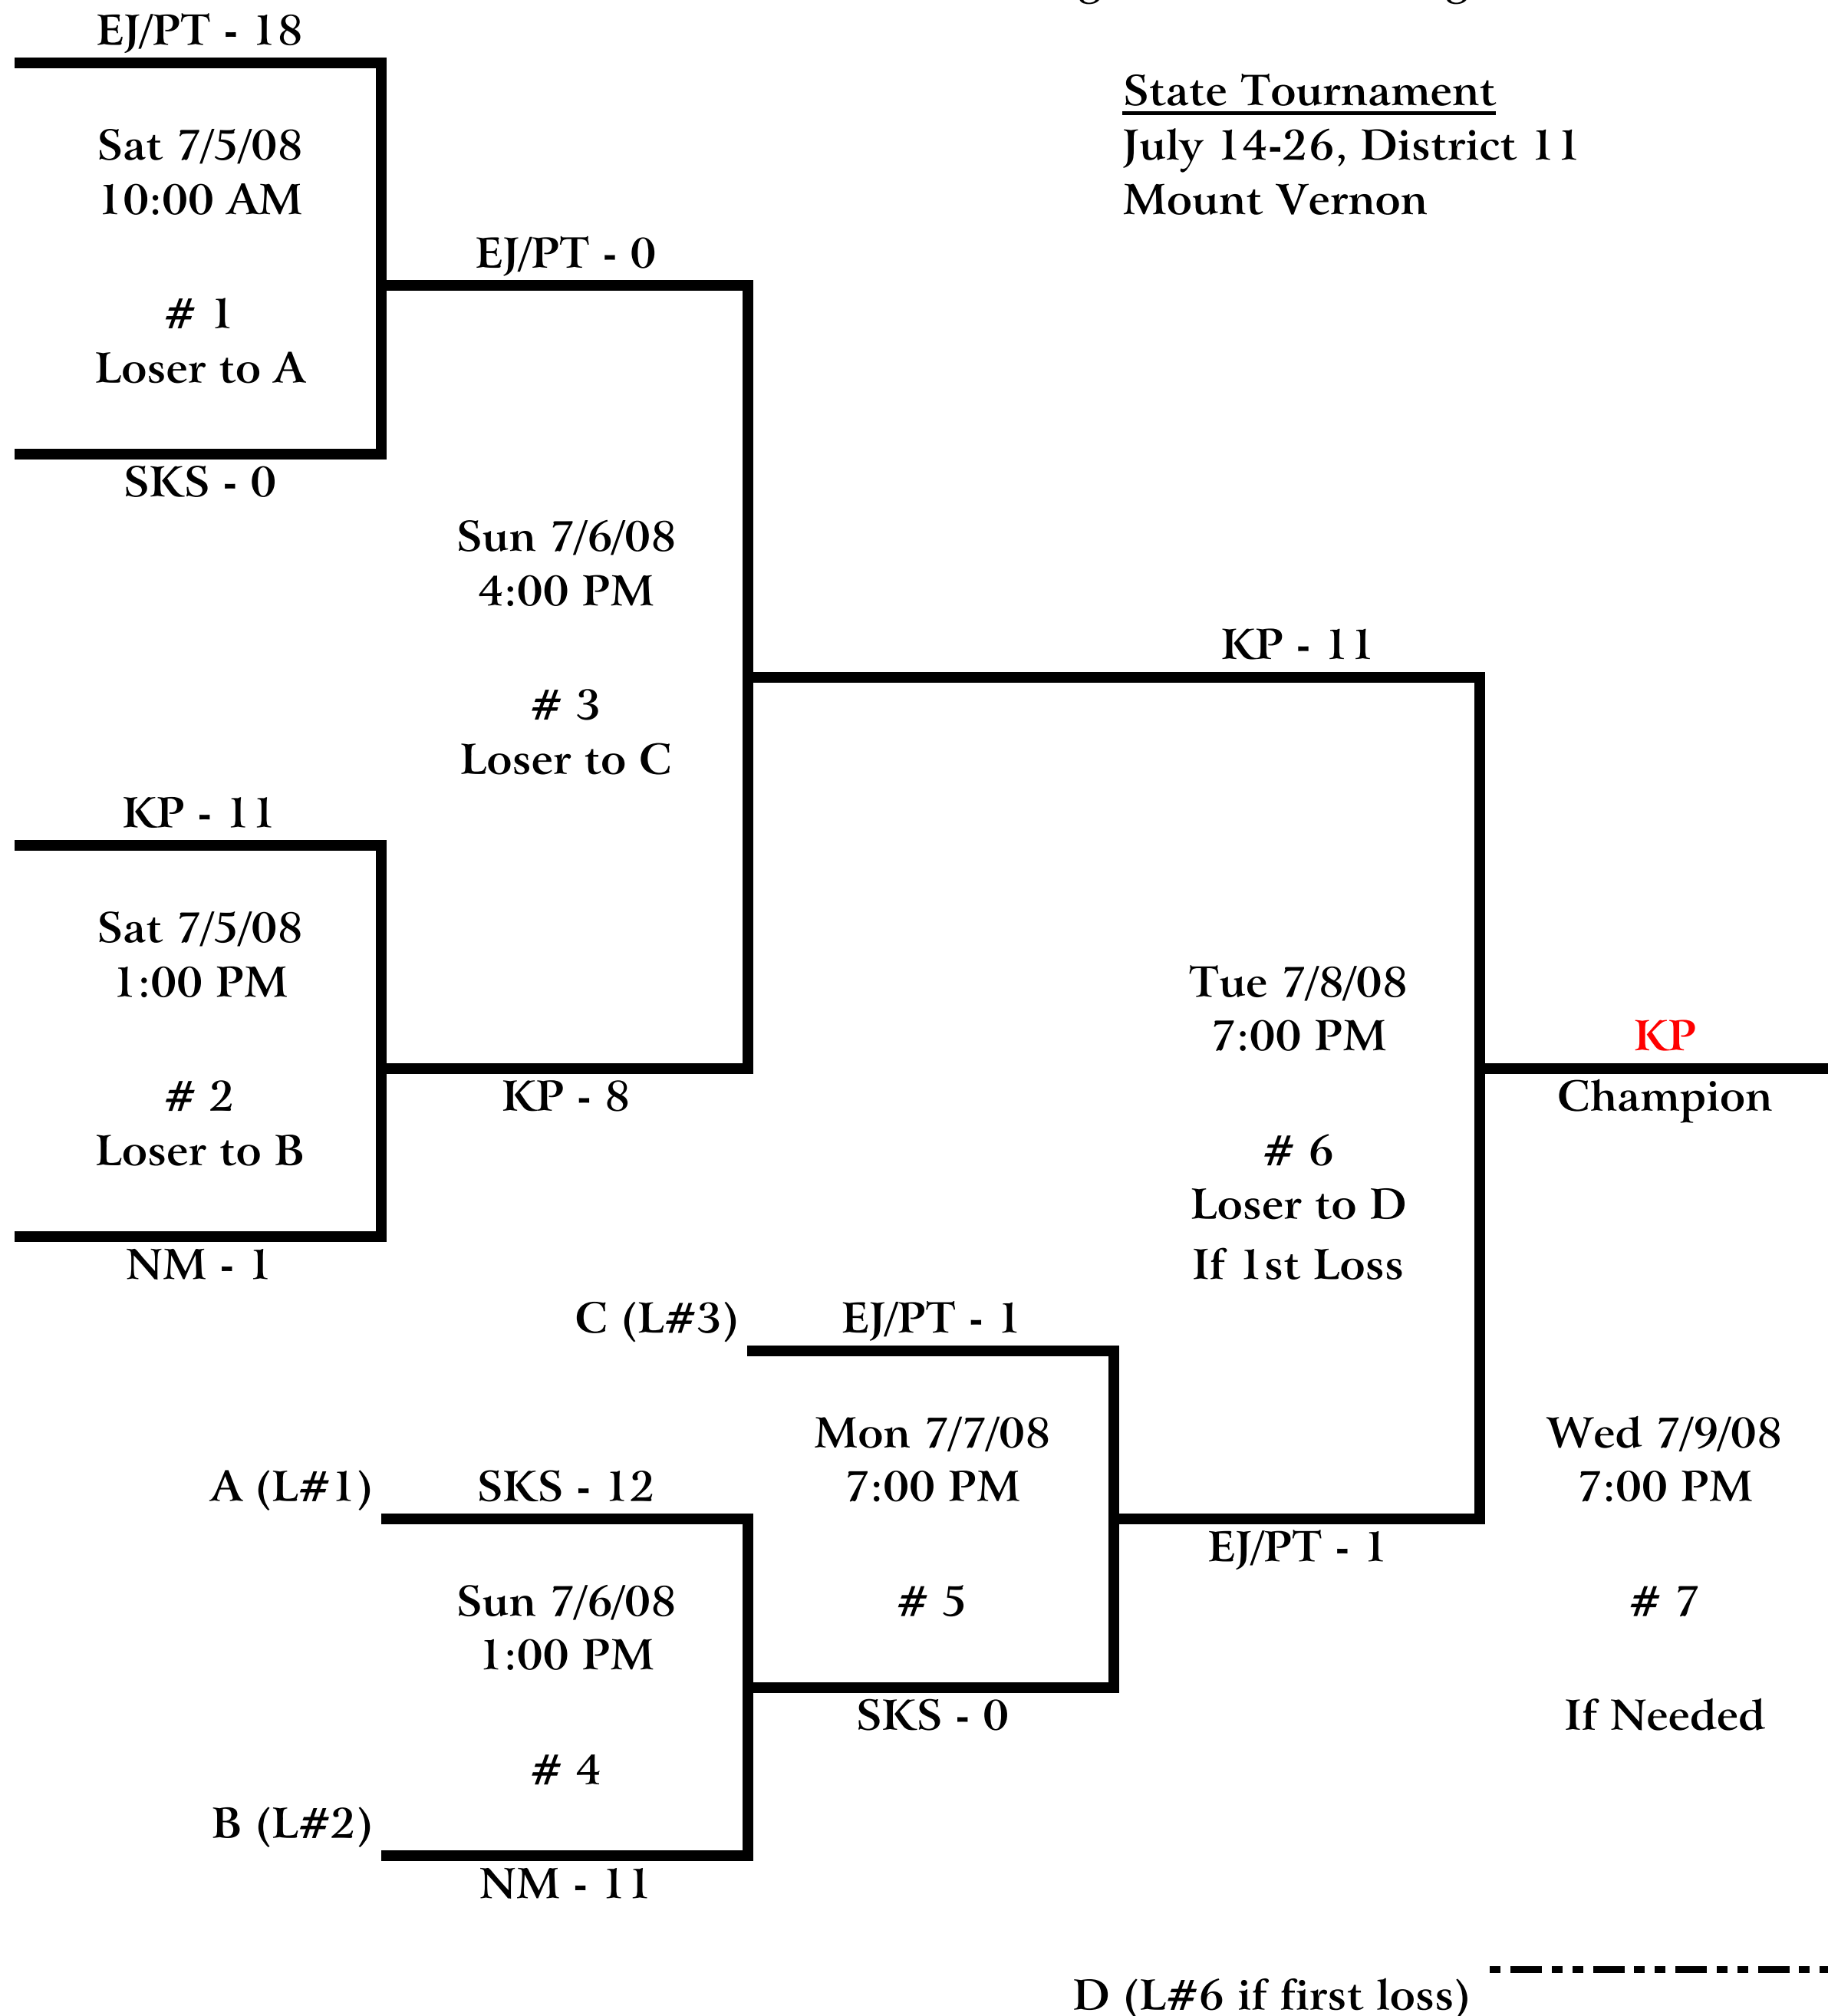 EJ/PT - 18
State Tournament
July 14-26, District 11
Mount Vernon
Sat 7/5/08
10:00 AM
# 1
Loser to A
SKS - 0
EJ/PT - 0
Sun 7/6/08
4:00 PM
# 3
Loser to C
KP - 11
Sat 7/5/08
1:00 PM
# 2
Loser to B
NM - 1
KP - 8
KP - 11
Tue 7/8/08
7:00 PM
# 6
Loser to D
If 1st Loss
KP
Champion
C (L#3)
EJ/PT - 1
Mon 7/7/08
7:00 PM
# 5
SKS - 0
A (L#1)
SKS - 12
Sun 7/6/08
1:00 PM
# 4
B (L#2)
NM - 11
EJ/PT - 1
Wed 7/9/08
7:00 PM
# 7
If Needed
D (L#6 if first loss)